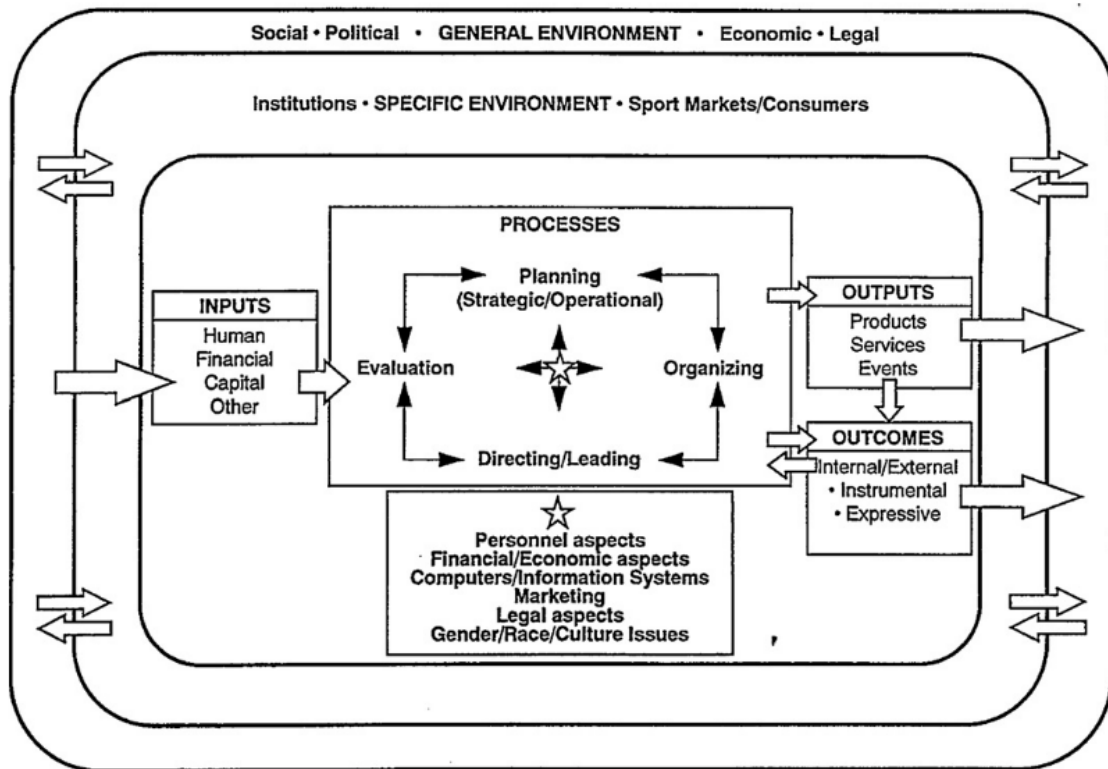 Social • Political • GENERAL ENVIRONMENT • Economic • Legal
Institutions • SPECIFIC ENVIRONMENT • Sport Markets/Consumers
PROCESSES
Planning
(Strategic/Operational)
Evaluation
Organizing
Directing/Leading
INPUTS
Human
Financial
Capital
Other
OUTPUTS
Products
Services
Events
OUTCOMES
Internal/External
• Instrumental
• Expressive
Personnel aspects
Financial/Economic aspects
Computers/Information Systems
Marketing
Legal aspects
Gender/Race/Culture Issues